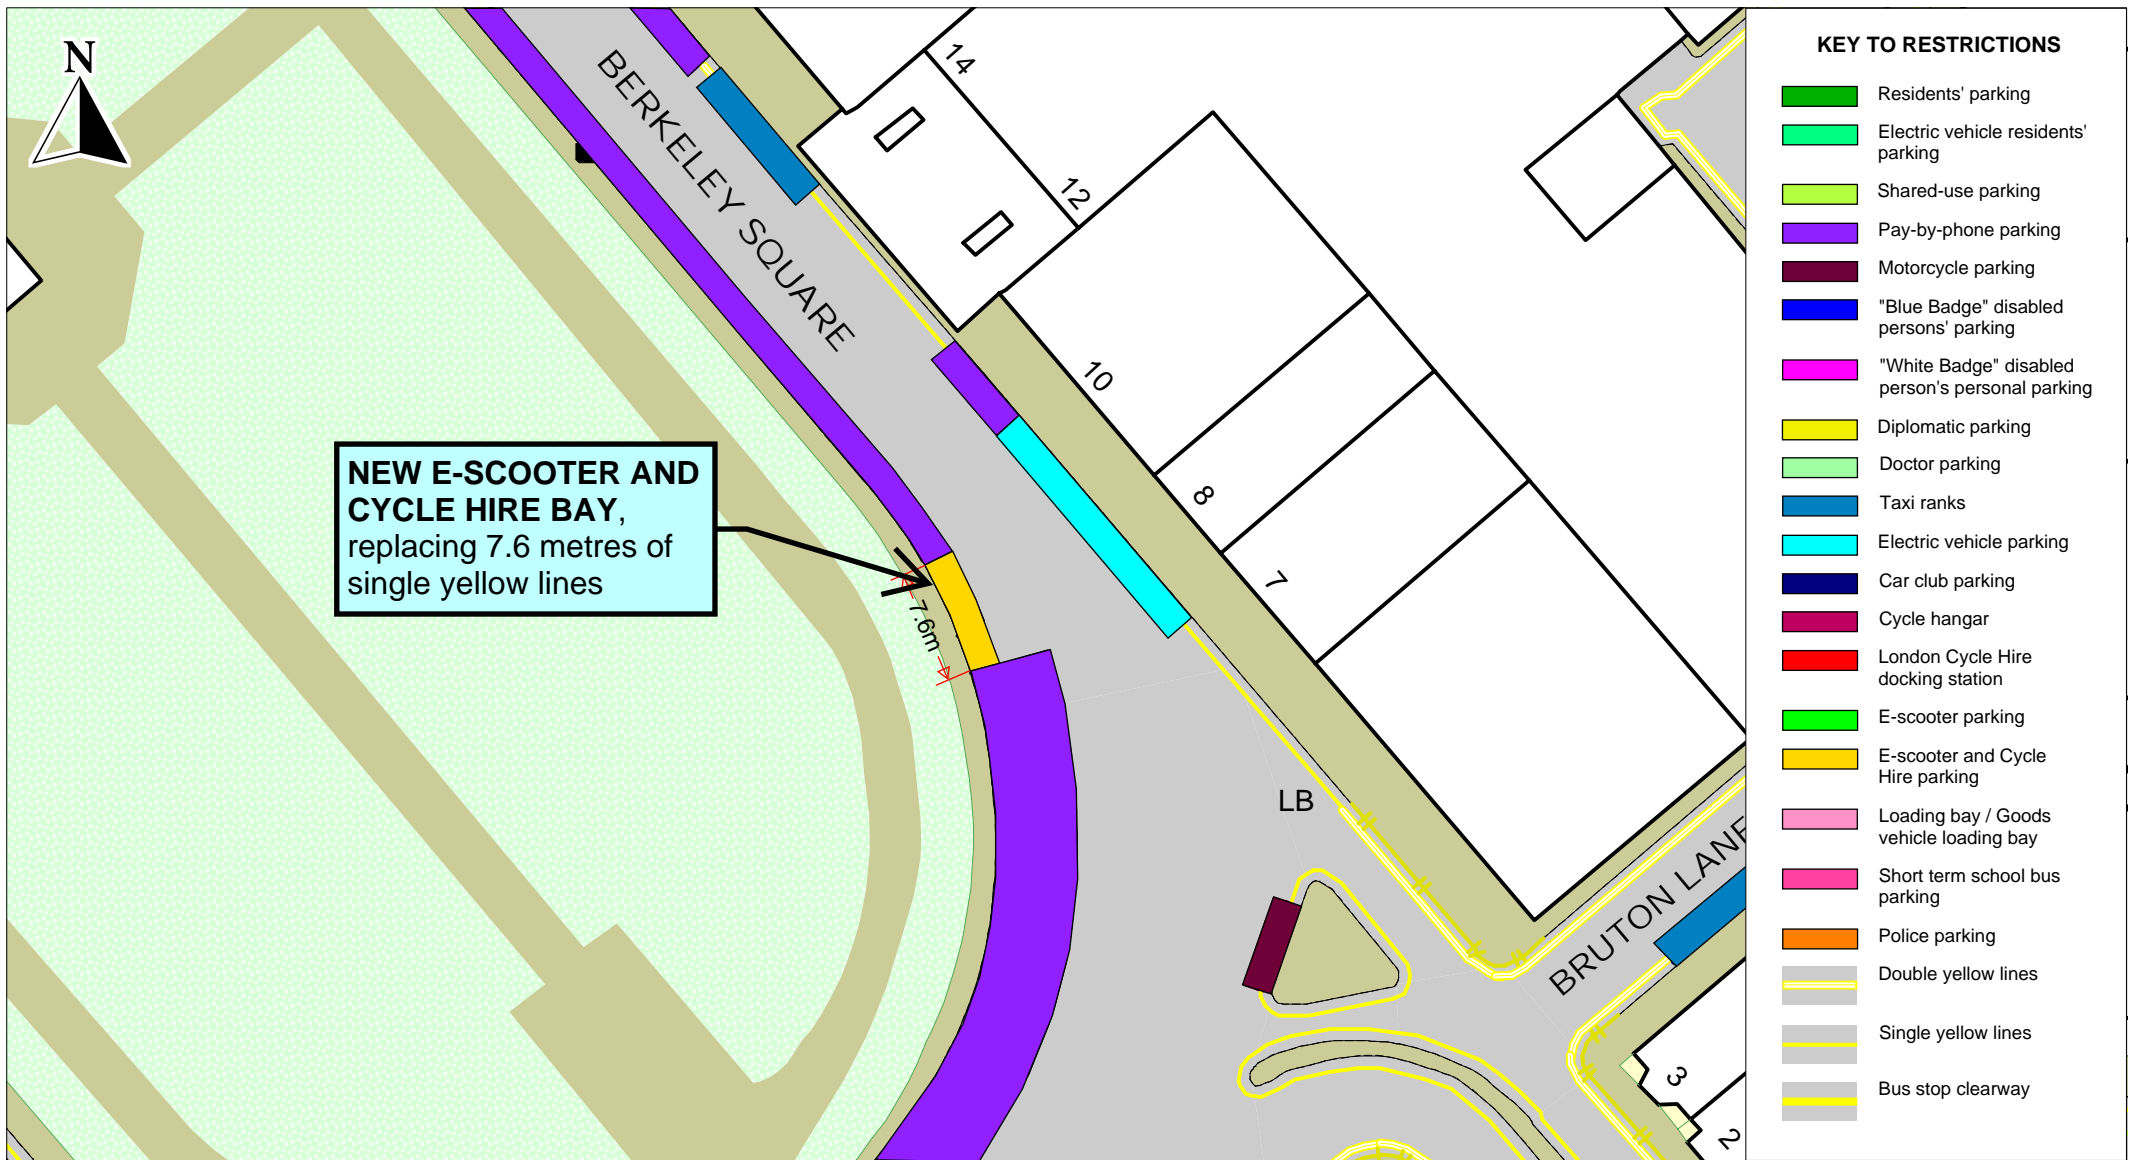 N
BERKELEY SQUARE
14
12
10
8
7
NEW E-SCOOTER AND
CYCLE HIRE BAY,
replacing 7.6 metres of
single yellow lines
7.6m
LB
BRUTON LANE
3
2
KEY TO RESTRICTIONS
Residents' parking
Electric vehicle residents'
parking
Shared-use parking
Pay-by-phone parking
Motorcycle parking
"Blue Badge" disabled
persons' parking
"White Badge" disabled
person's personal parking
Diplomatic parking
Doctor parking
Taxi ranks
Electric vehicle parking
Car club parking
Cycle hangar
London Cycle Hire
docking station
E-scooter parking
E-scooter and Cycle
Hire parking
Loading bay / Goods
vehicle loading bay
Short term school bus
parking
Police parking
Double yellow lines
Single yellow lines
Bus stop clearway